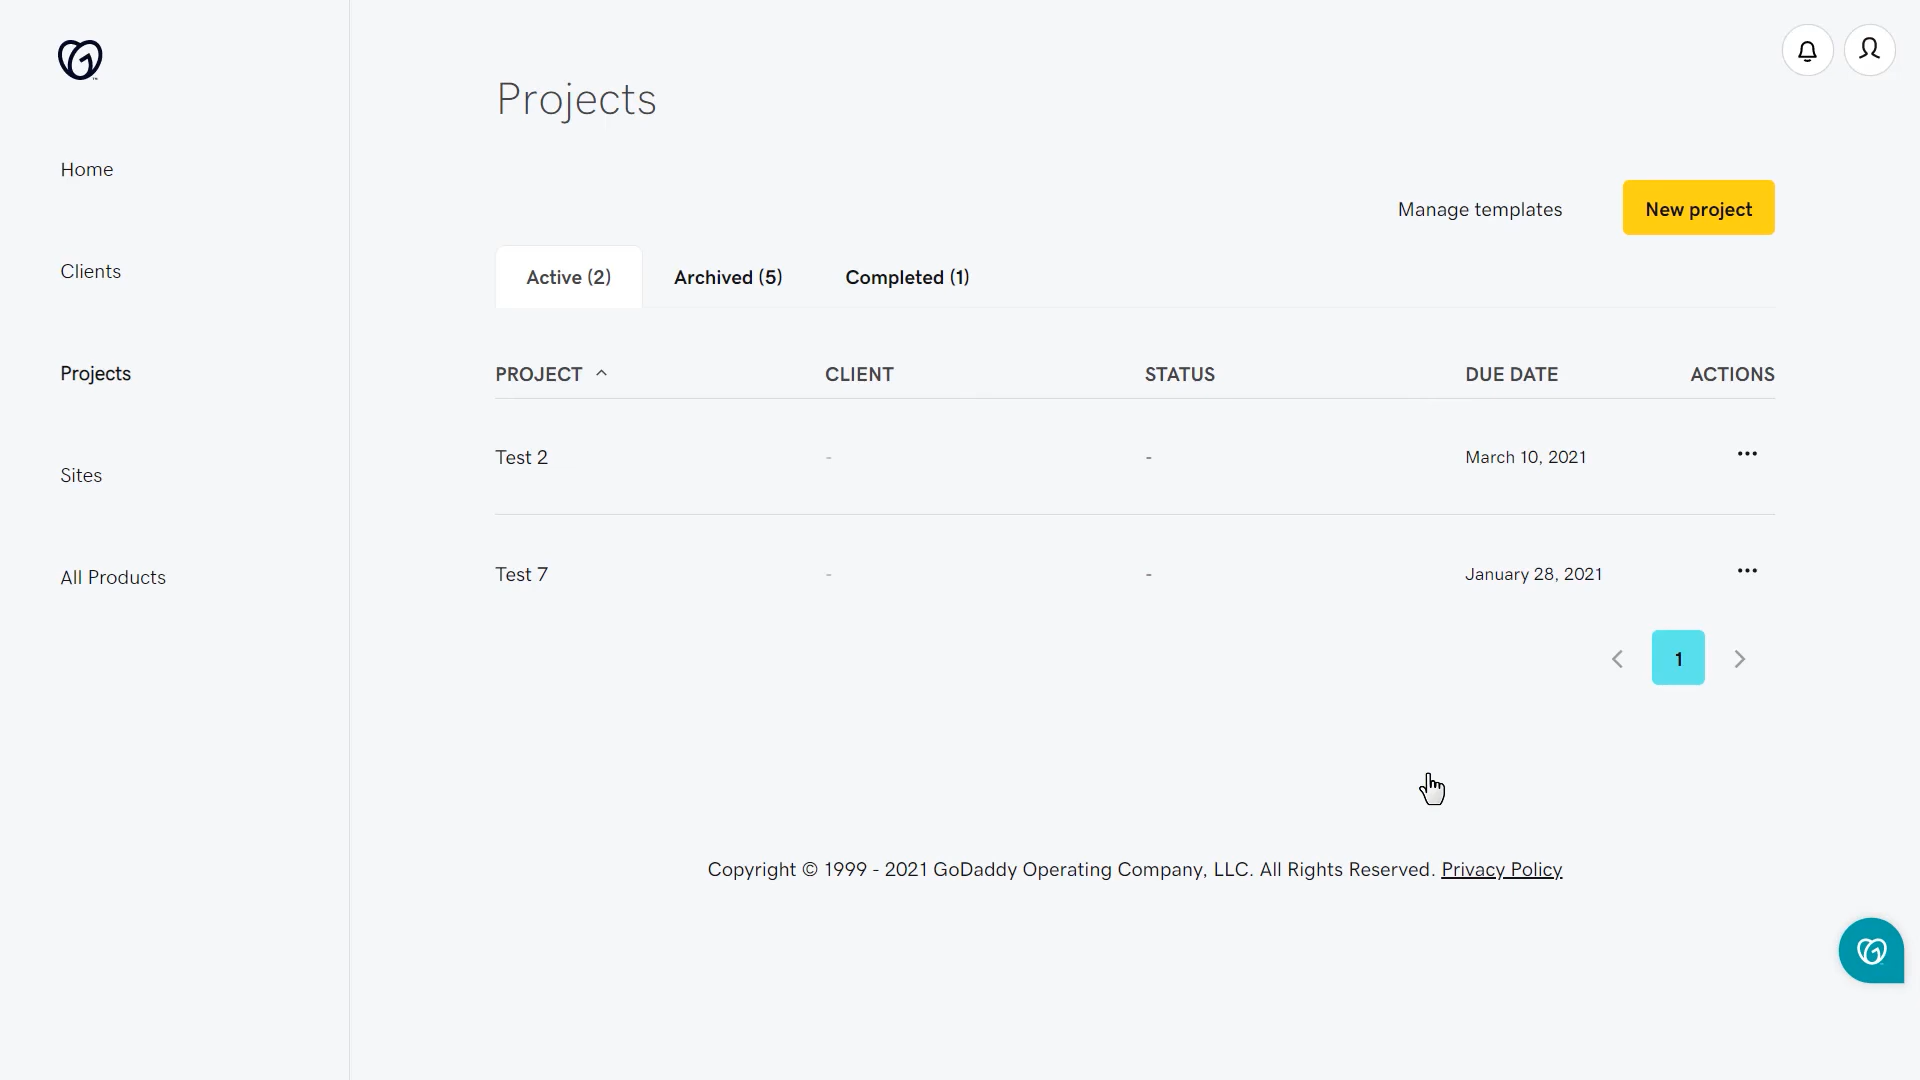 Home
Clients
Projects
Sites
All Products
Projects
Manage templates
New project
Active (2)
Archived (5)
Completed (1)
PROJECT CLIENT STATUS DUE DATE ACTIONS
Test 2 - - March 10, 2021 ...
Test 7 - - January 28, 2021 ...
1
Copyright © 1999 - 2021 GoDaddy Operating Company, LLC. All Rights Reserved. Privacy Policy